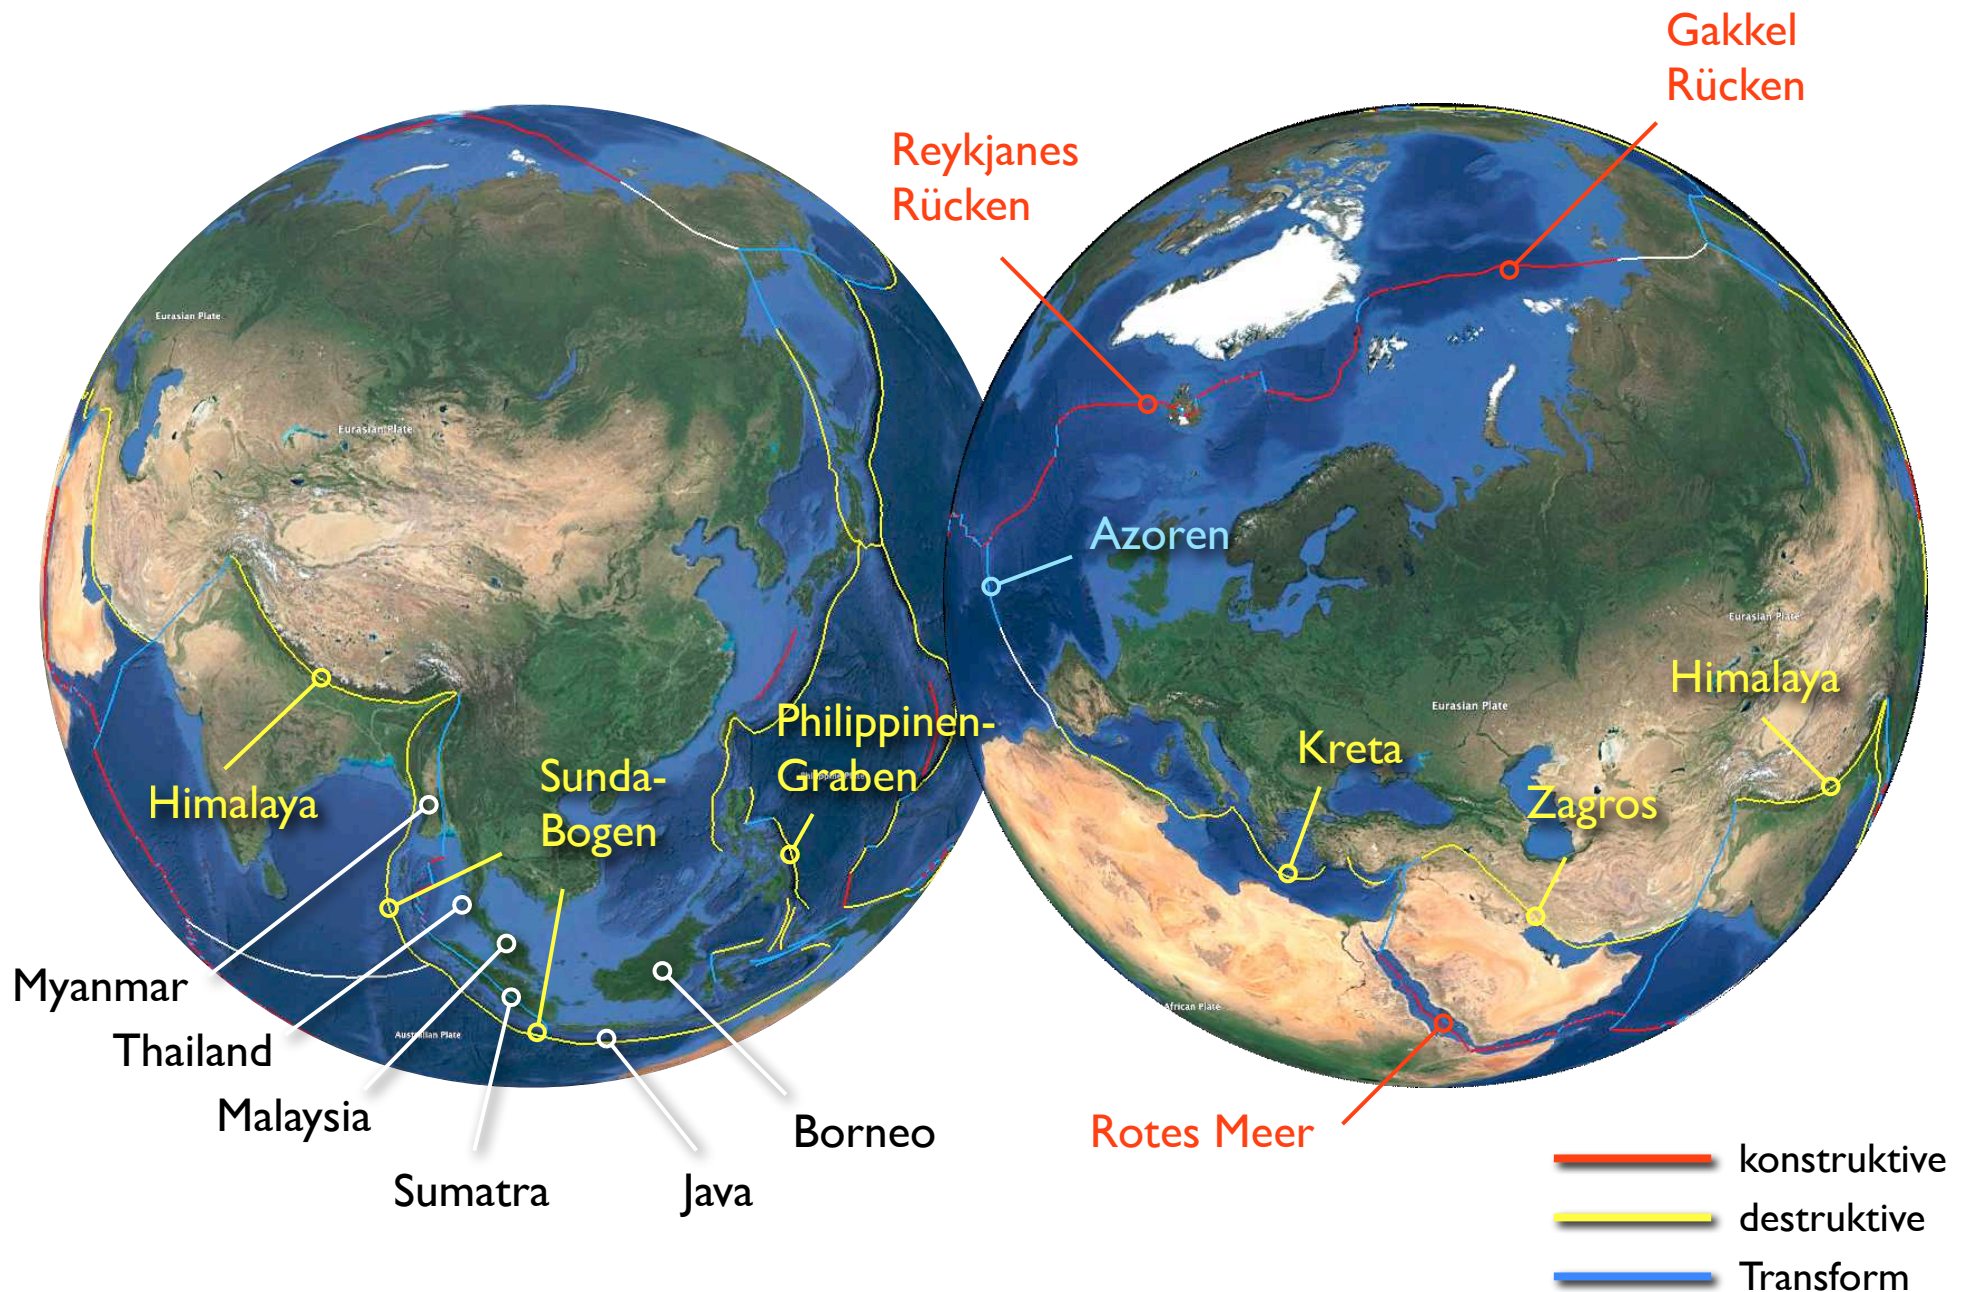 Gakkel
Rücken
Reykjanes
Rücken
Eurasian Plate
Eurasian Plate
Azoren
Eurasian Plate
Himalaya
Eurasian Plate
Philippinen-
Graben
Kreta
Sunda-
Bogen
Himalaya
Zagros
Myanmar
African Plate
Australian Plate
Thailand
Malaysia
Borneo
Rotes Meer
Sumatra
Java
konstruktive
destruktive
Transform